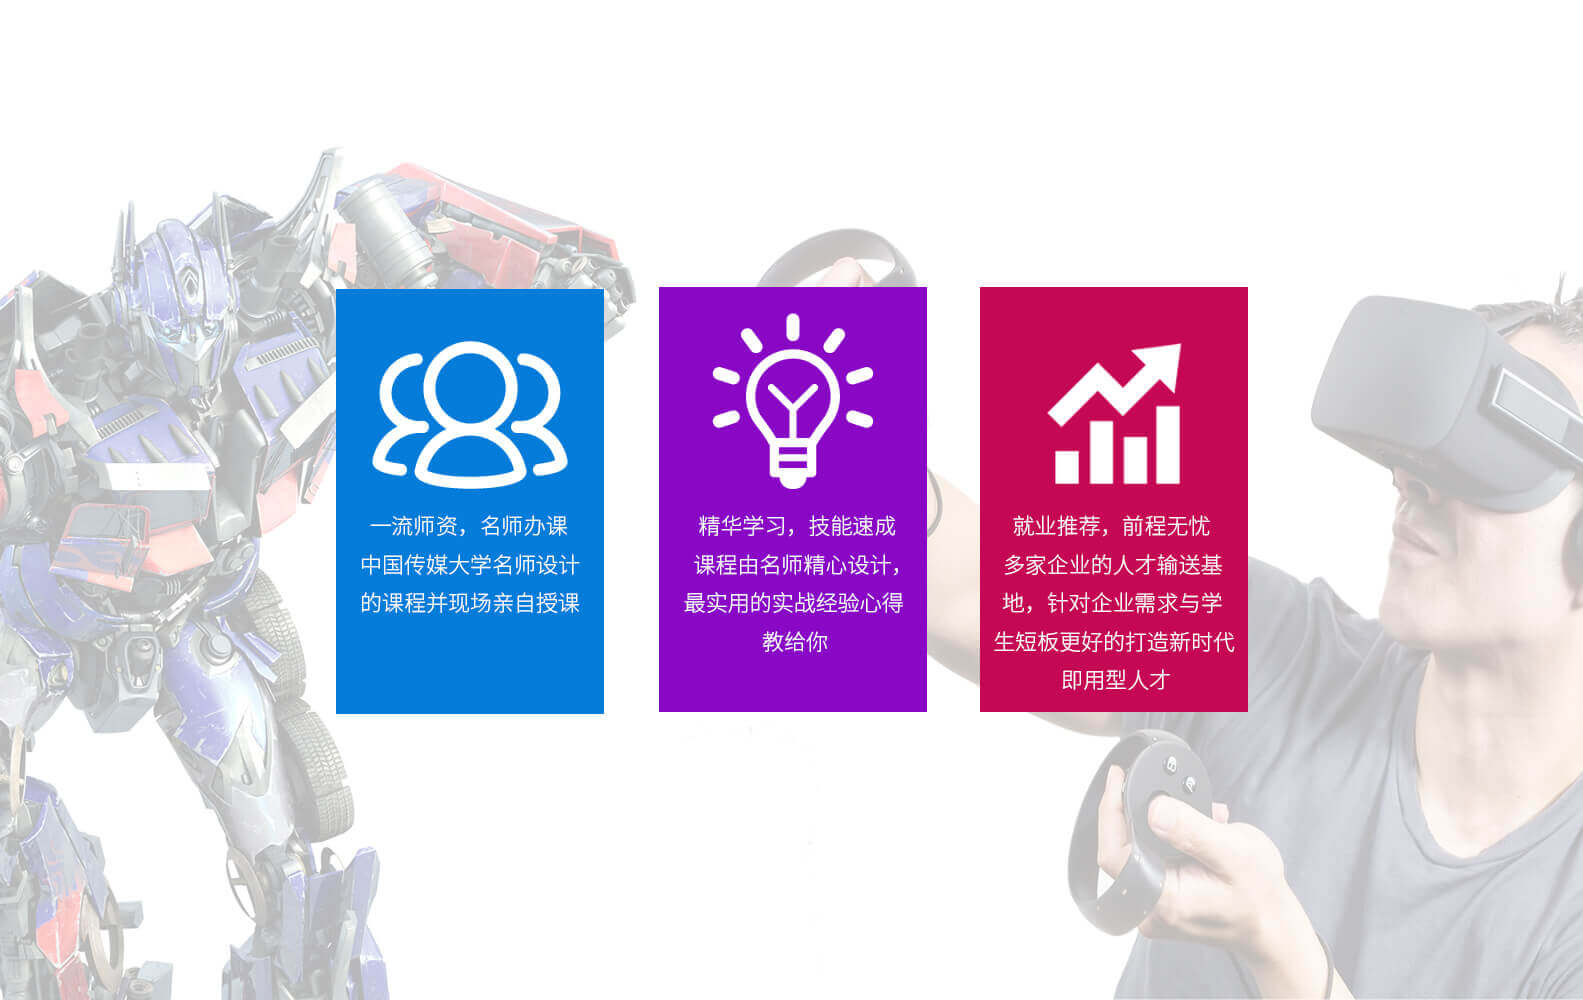 一流师资，名师办课
中国传媒大学名师设计
的课程并现场亲自授课
精华学习，技能速成
课程由名师精心设计，
最实用的实战经验心得
教给你
就业推荐，前程无忧
多家企业的人才输送基
地，针对企业需求与学
生短板更好的打造新时代
即用型人才